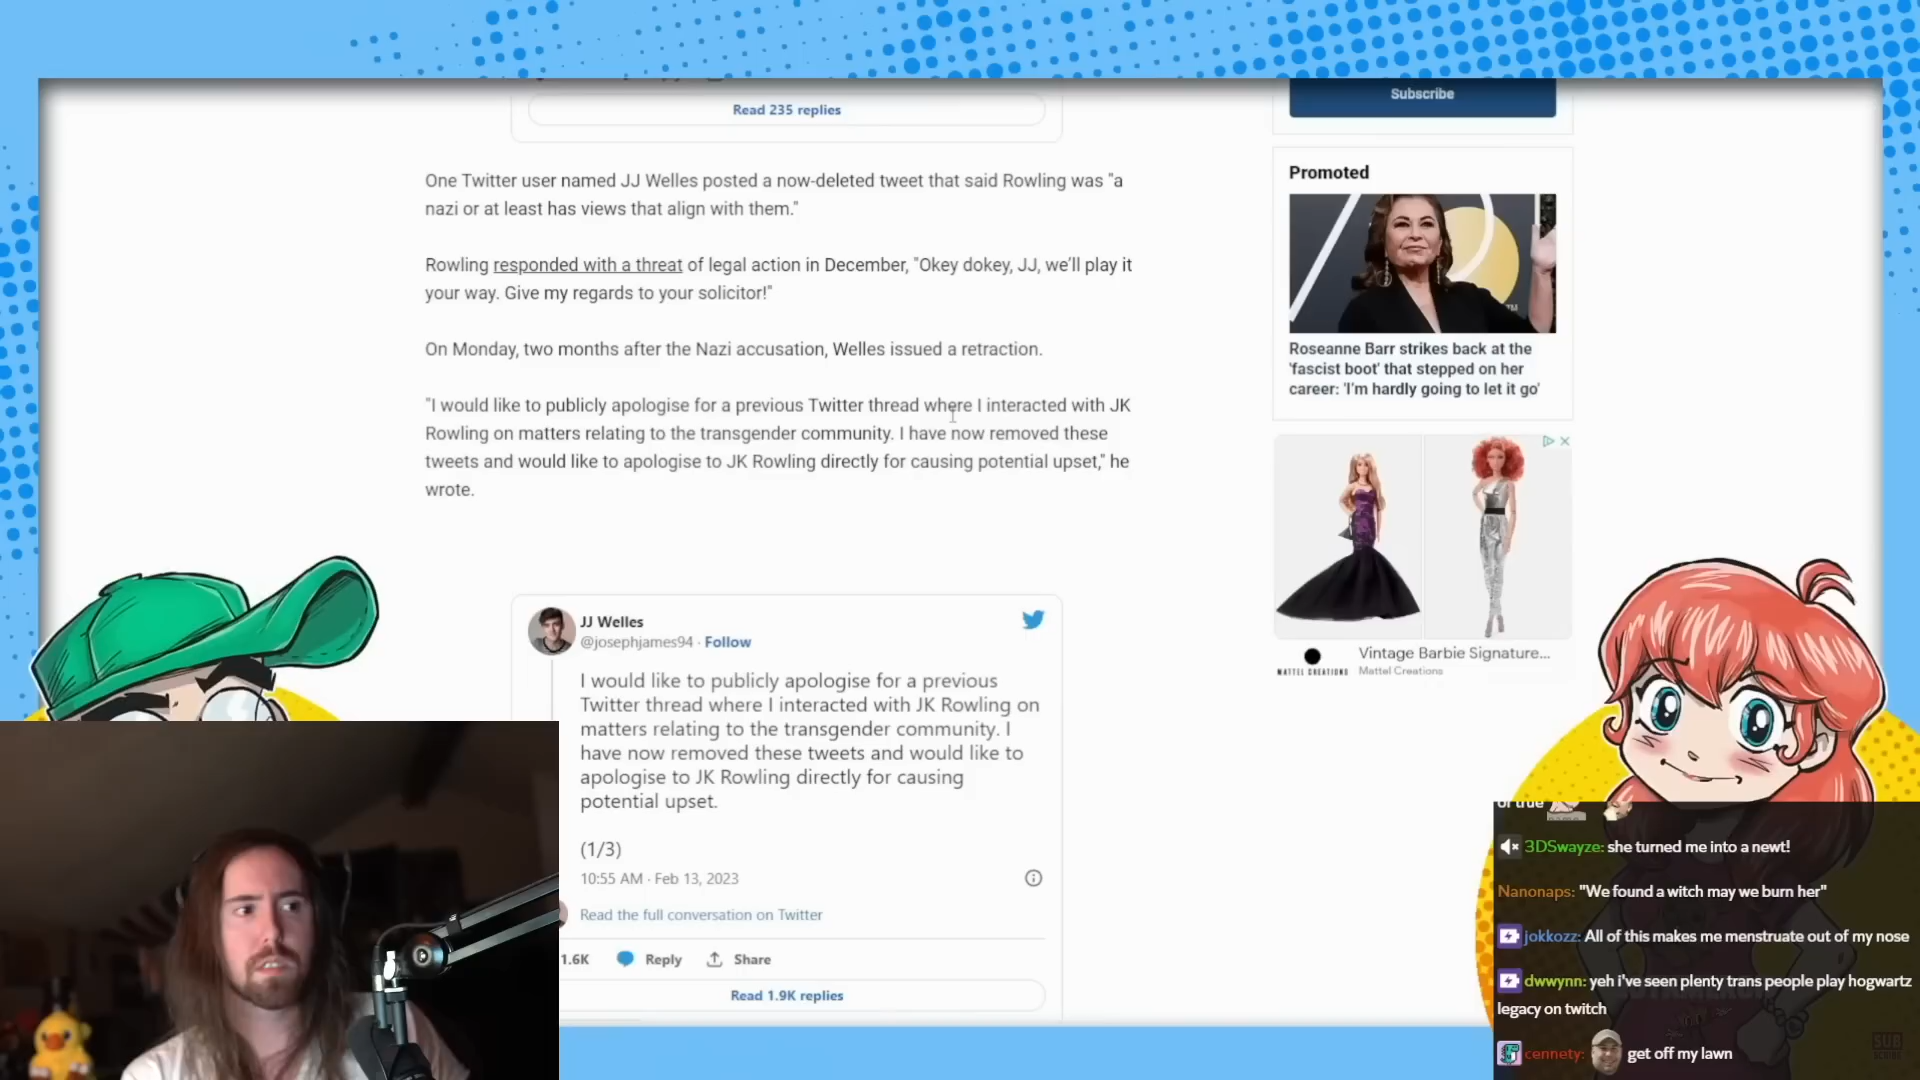 Read 235 replies
One Twitter user named JJ Welles posted a now-deleted tweet that said Rowling was "a
nazi or at least has views that align with them."
Rowling responded with a threat of legal action in December, "Okey dokey, JJ, we'll play it
your way. Give my regards to your solicitor!"
On Monday, two months after the Nazi accusation, Welles issued a retraction.
"I would like to publicly apologise for a previous Twitter thread where I interacted with JK
Rowling on matters relating to the transgender community. I have now removed these
tweets and would like to apologise to JK Rowling directly for causing potential upset," he
wrote.
JJ Welles
@josephjames94 · Follow
I would like to publicly apologise for a previous
Twitter thread where I interacted with JK Rowling on
matters relating to the transgender community. I
have now removed these tweets and would like to
apologise to JK Rowling directly for causing
potential upset.
(1/3)
10:55 AM · Feb 13, 2023
Read the full conversation on Twitter
1.6K Reply Share
Read 1.9K replies
Subscribe
Promoted
TM
Roseanne Barr strikes back at the
'fascist boot' that stepped on her
career: 'I'm hardly going to let it go'
Vintage Barbie Signature...
MATTEL CREATIONS Mattel Creations
of true
3DSwayze: she turned me into a newt!
Nanonaps: "We found a witch may we burn her"
jokkozz: All of this makes me menstruate out of my nose
dwwynn: yeh i've seen plenty trans people play hogwartz
legacy on twitch
cennety: get off my lawn
SUB